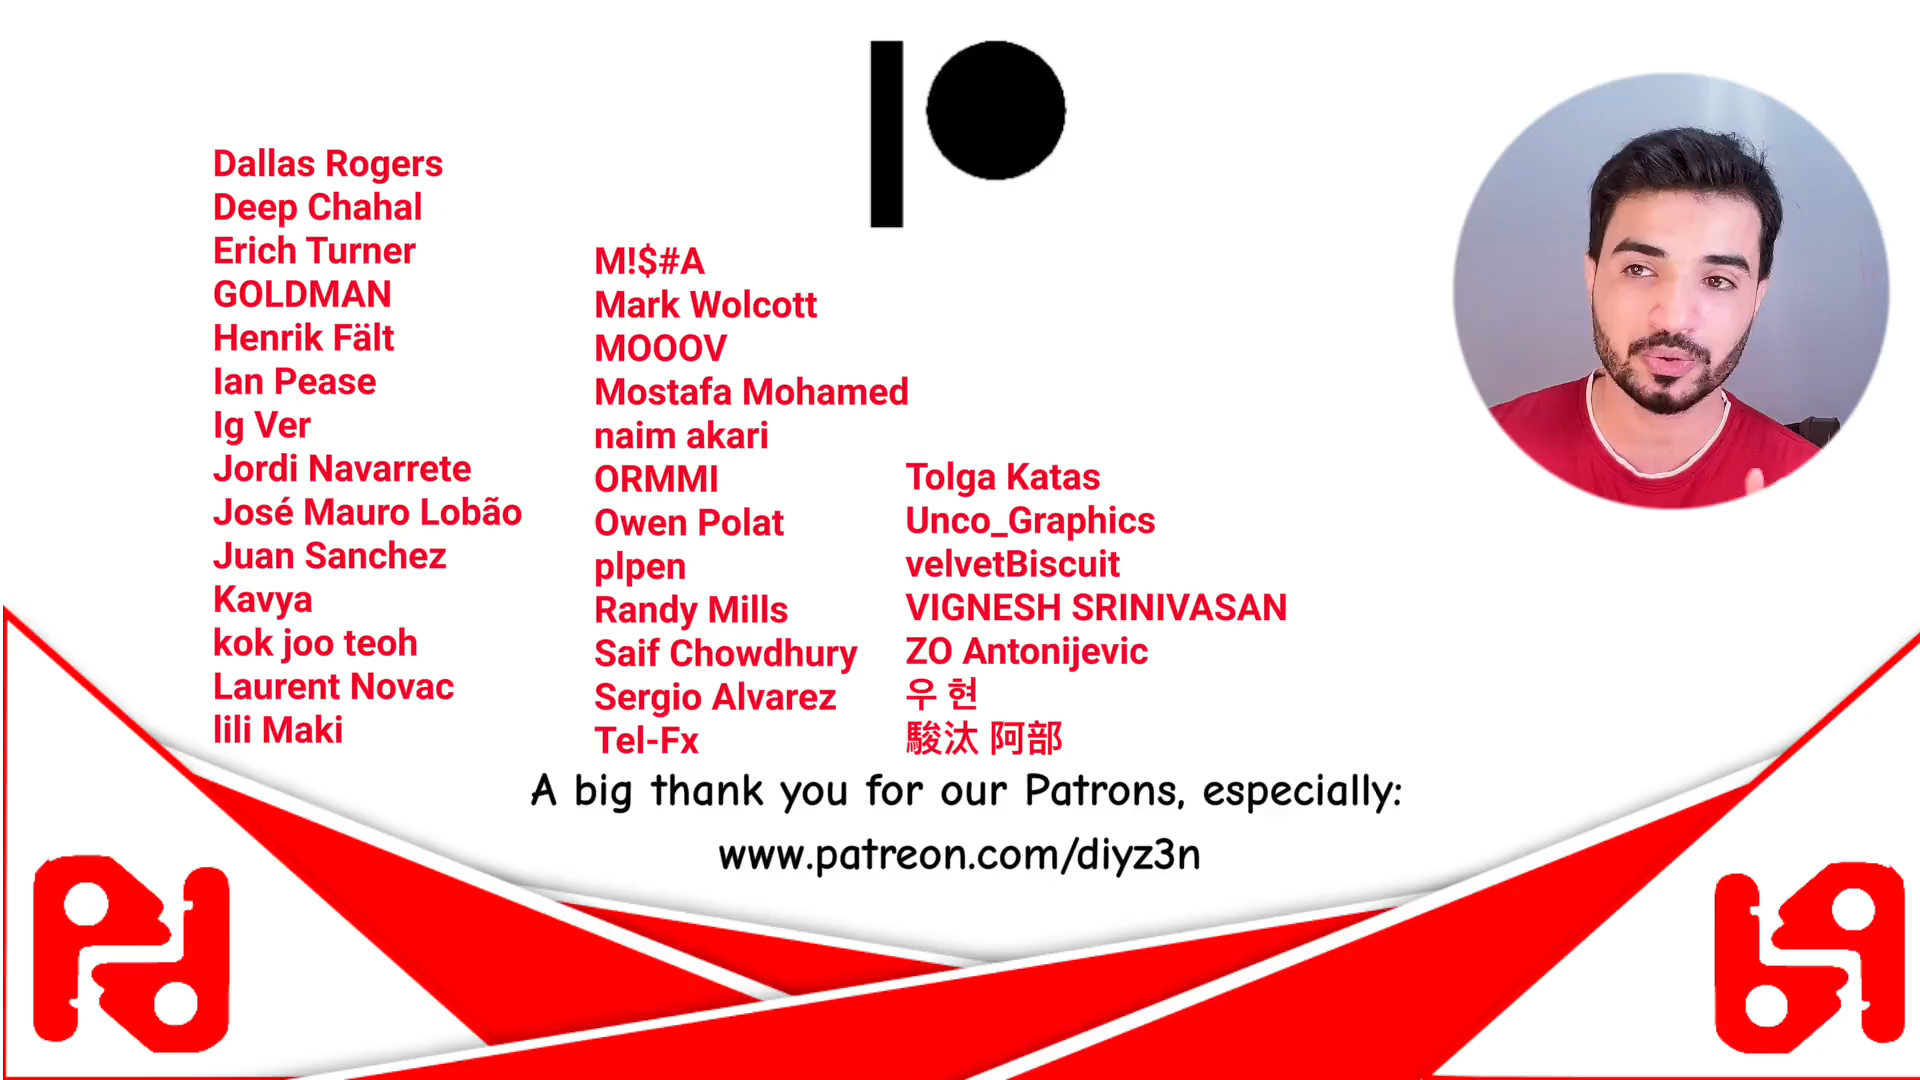 Dallas Rogers
Deep Chahal
Erich Turner
GOLDMAN
Henrik Fält
Ian Pease
Ig Ver
Jordi Navarrete
José Mauro Lobão
Juan Sanchez
Kavya
kok joo teoh
Laurent Novac
lili Maki
M!$#A
Mark Wolcott
MOOOV
Mostafa Mohamed
naim akari
ORMMI
Owen Polat
plpen
Randy Mills
Saif Chowdhury
Sergio Alvarez
Tel-Fx
Tolga Katas
Unco_Graphics
velvetBiscuit
VIGNESH SRINIVASAN
ZO Antonijevic
우 현
駿汰 阿部
A big thank you for our Patrons, especially:
www.patreon.com/diyz3n